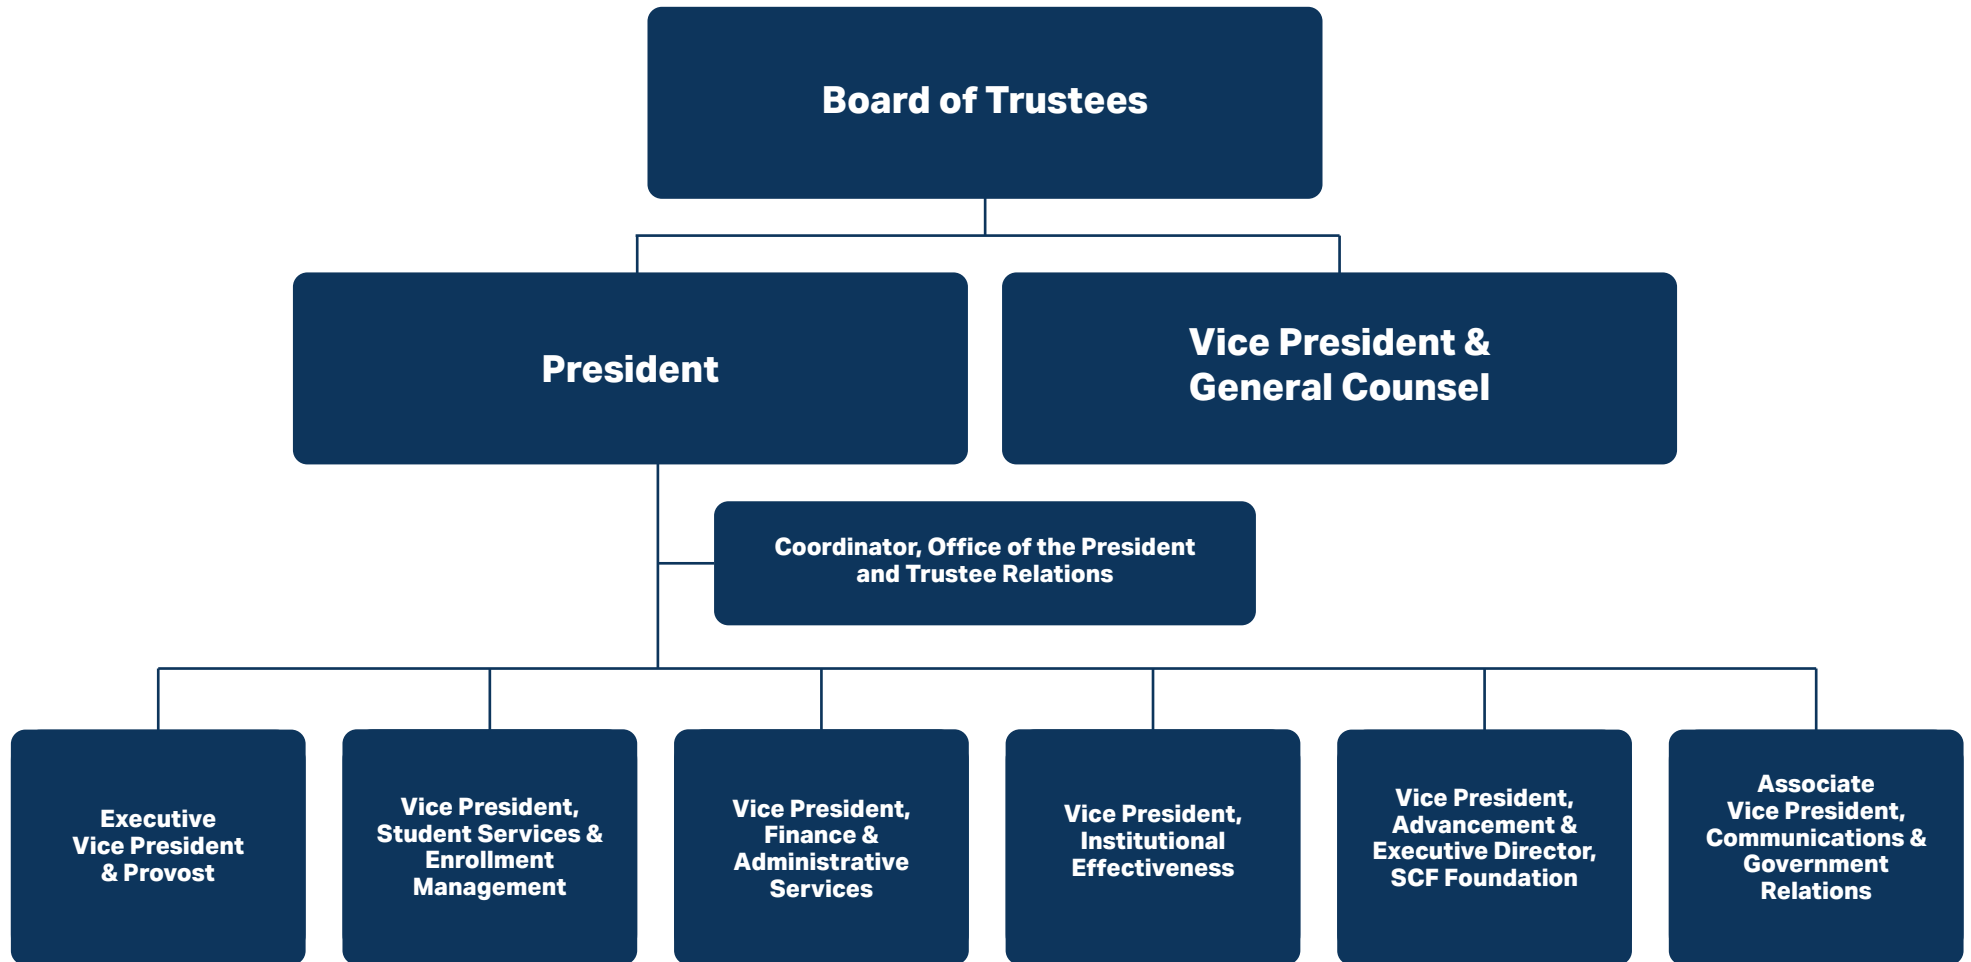 Board of Trustees
President
Vice President &
General Counsel
Coordinator, Office of the President
and Trustee Relations
Executive
Vice President
& Provost
Vice President,
Student Services &
Enrollment
Management
Vice President,
Finance &
Administrative
Services
Vice President,
Institutional
Effectiveness
Vice President,
Advancement &
Executive Director,
SCF Foundation
Associate
Vice President,
Communications &
Government
Relations